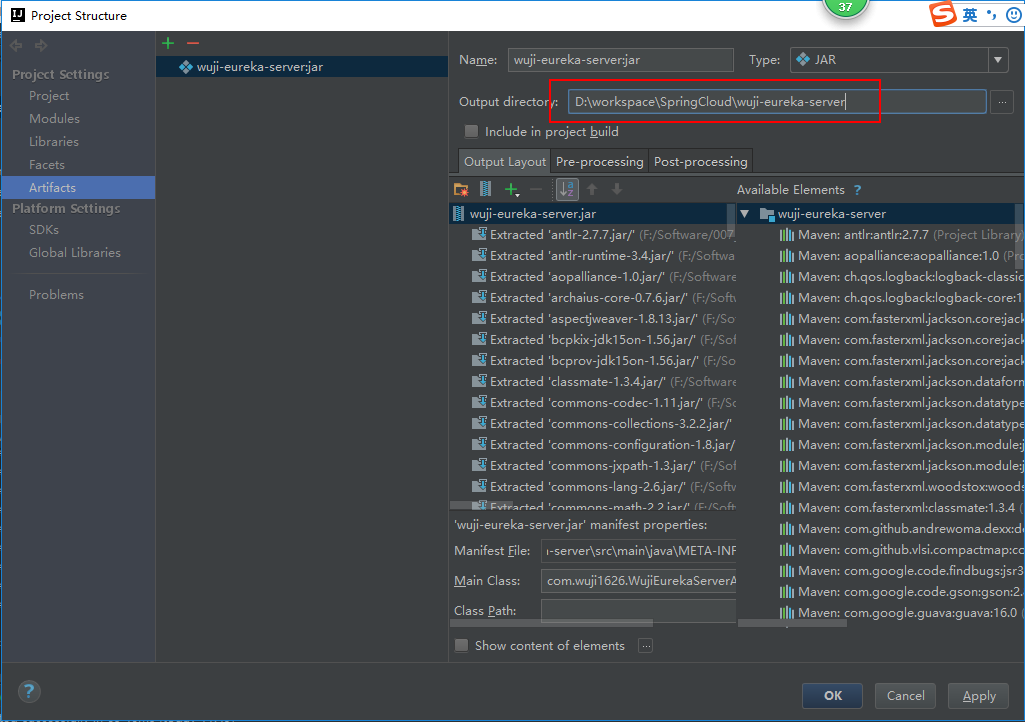 Project Structure
37
英
Project Settings
Project
Modules
Libraries
Facets
Artifacts
Platform Settings
SDKs
Global Libraries
Problems
wuji-eureka-server:jar
Name: wuji-eureka-server:jar Type: JAR
Output directory: D:\workspace\SpringCloud\wuji-eureka-server
Include in project build
Output Layout Pre-processing Post-processing
Available Elements ?
wuji-eureka-server.jar
Extracted 'antlr-2.7.7.jar/' (F:/Software/007_
Extracted 'antlr-runtime-3.4.jar/' (F:/Softwa
Extracted 'aopalliance-1.0.jar/' (F:/Software
Extracted 'archaius-core-0.7.6.jar/' (F:/Soft
Extracted 'aspectjweaver-1.8.13.jar/' (F:/Sof
Extracted 'bcpkix-jdk15on-1.56.jar/' (F:/Sof
Extracted 'bcprov-jdk15on-1.56.jar/' (F:/Sof
Extracted 'classmate-1.3.4.jar/' (F:/Software
Extracted 'commons-codec-1.11.jar/' (F:/So
Extracted 'commons-collections-3.2.2.jar/'
Extracted 'commons-configuration-1.8.jar/
Extracted 'commons-jxpath-1.3.jar/' (F:/Sof
Extracted 'commons-lang-2.6.jar/' (F:/Softw
Extracted 'commons-math-2.2.jar/' (F:/Softw
wuji-eureka-server
Maven: antlr:antlr:2.7.7 (Project Library)
Maven: aopalliance:aopalliance:1.0 (Pro
Maven: ch.qos.logback:logback-classic
Maven: ch.qos.logback:logback-core:1
Maven: com.fasterxml.jackson.core:jack
Maven: com.fasterxml.jackson.core:jack
Maven: com.fasterxml.jackson.core:jack
Maven: com.fasterxml.jackson.dataform
Maven: com.fasterxml.jackson.datatype
Maven: com.fasterxml.jackson.datatype
Maven: com.fasterxml.jackson.module:j
Maven: com.fasterxml.jackson.module:j
Maven: com.fasterxml.woodstox:woods
Maven: com.fasterxml:classmate:1.3.4 (
Maven: com.github.andrewoma.dexx:de
Maven: com.github.vlsi.compactmap:co
Maven: com.google.code.findbugs:jsr3
Maven: com.google.code.gson:gson:2.
Maven: com.google.guava:guava:16.0 (
'wuji-eureka-server.jar' manifest properties:
Manifest File: ı-server\src\main\java\META-INF
Main Class: com.wuji1626.WujiEurekaServerA
Class Path:
Show content of elements ...
?
OK Cancel Apply